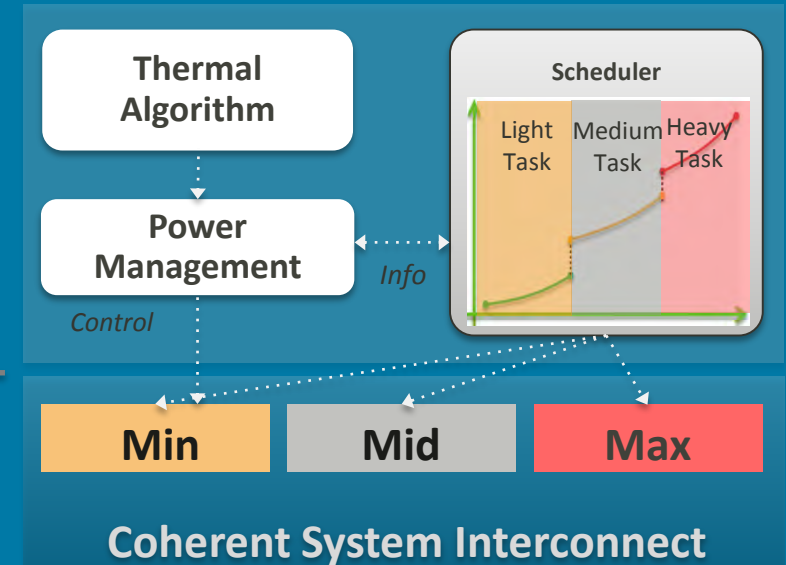 Thermal
Algorithm
Scheduler
Light
Task
Medium
Task
Heavy
Task
Power
Management
Info
Control
Min
Mid
Max
Coherent System Interconnect